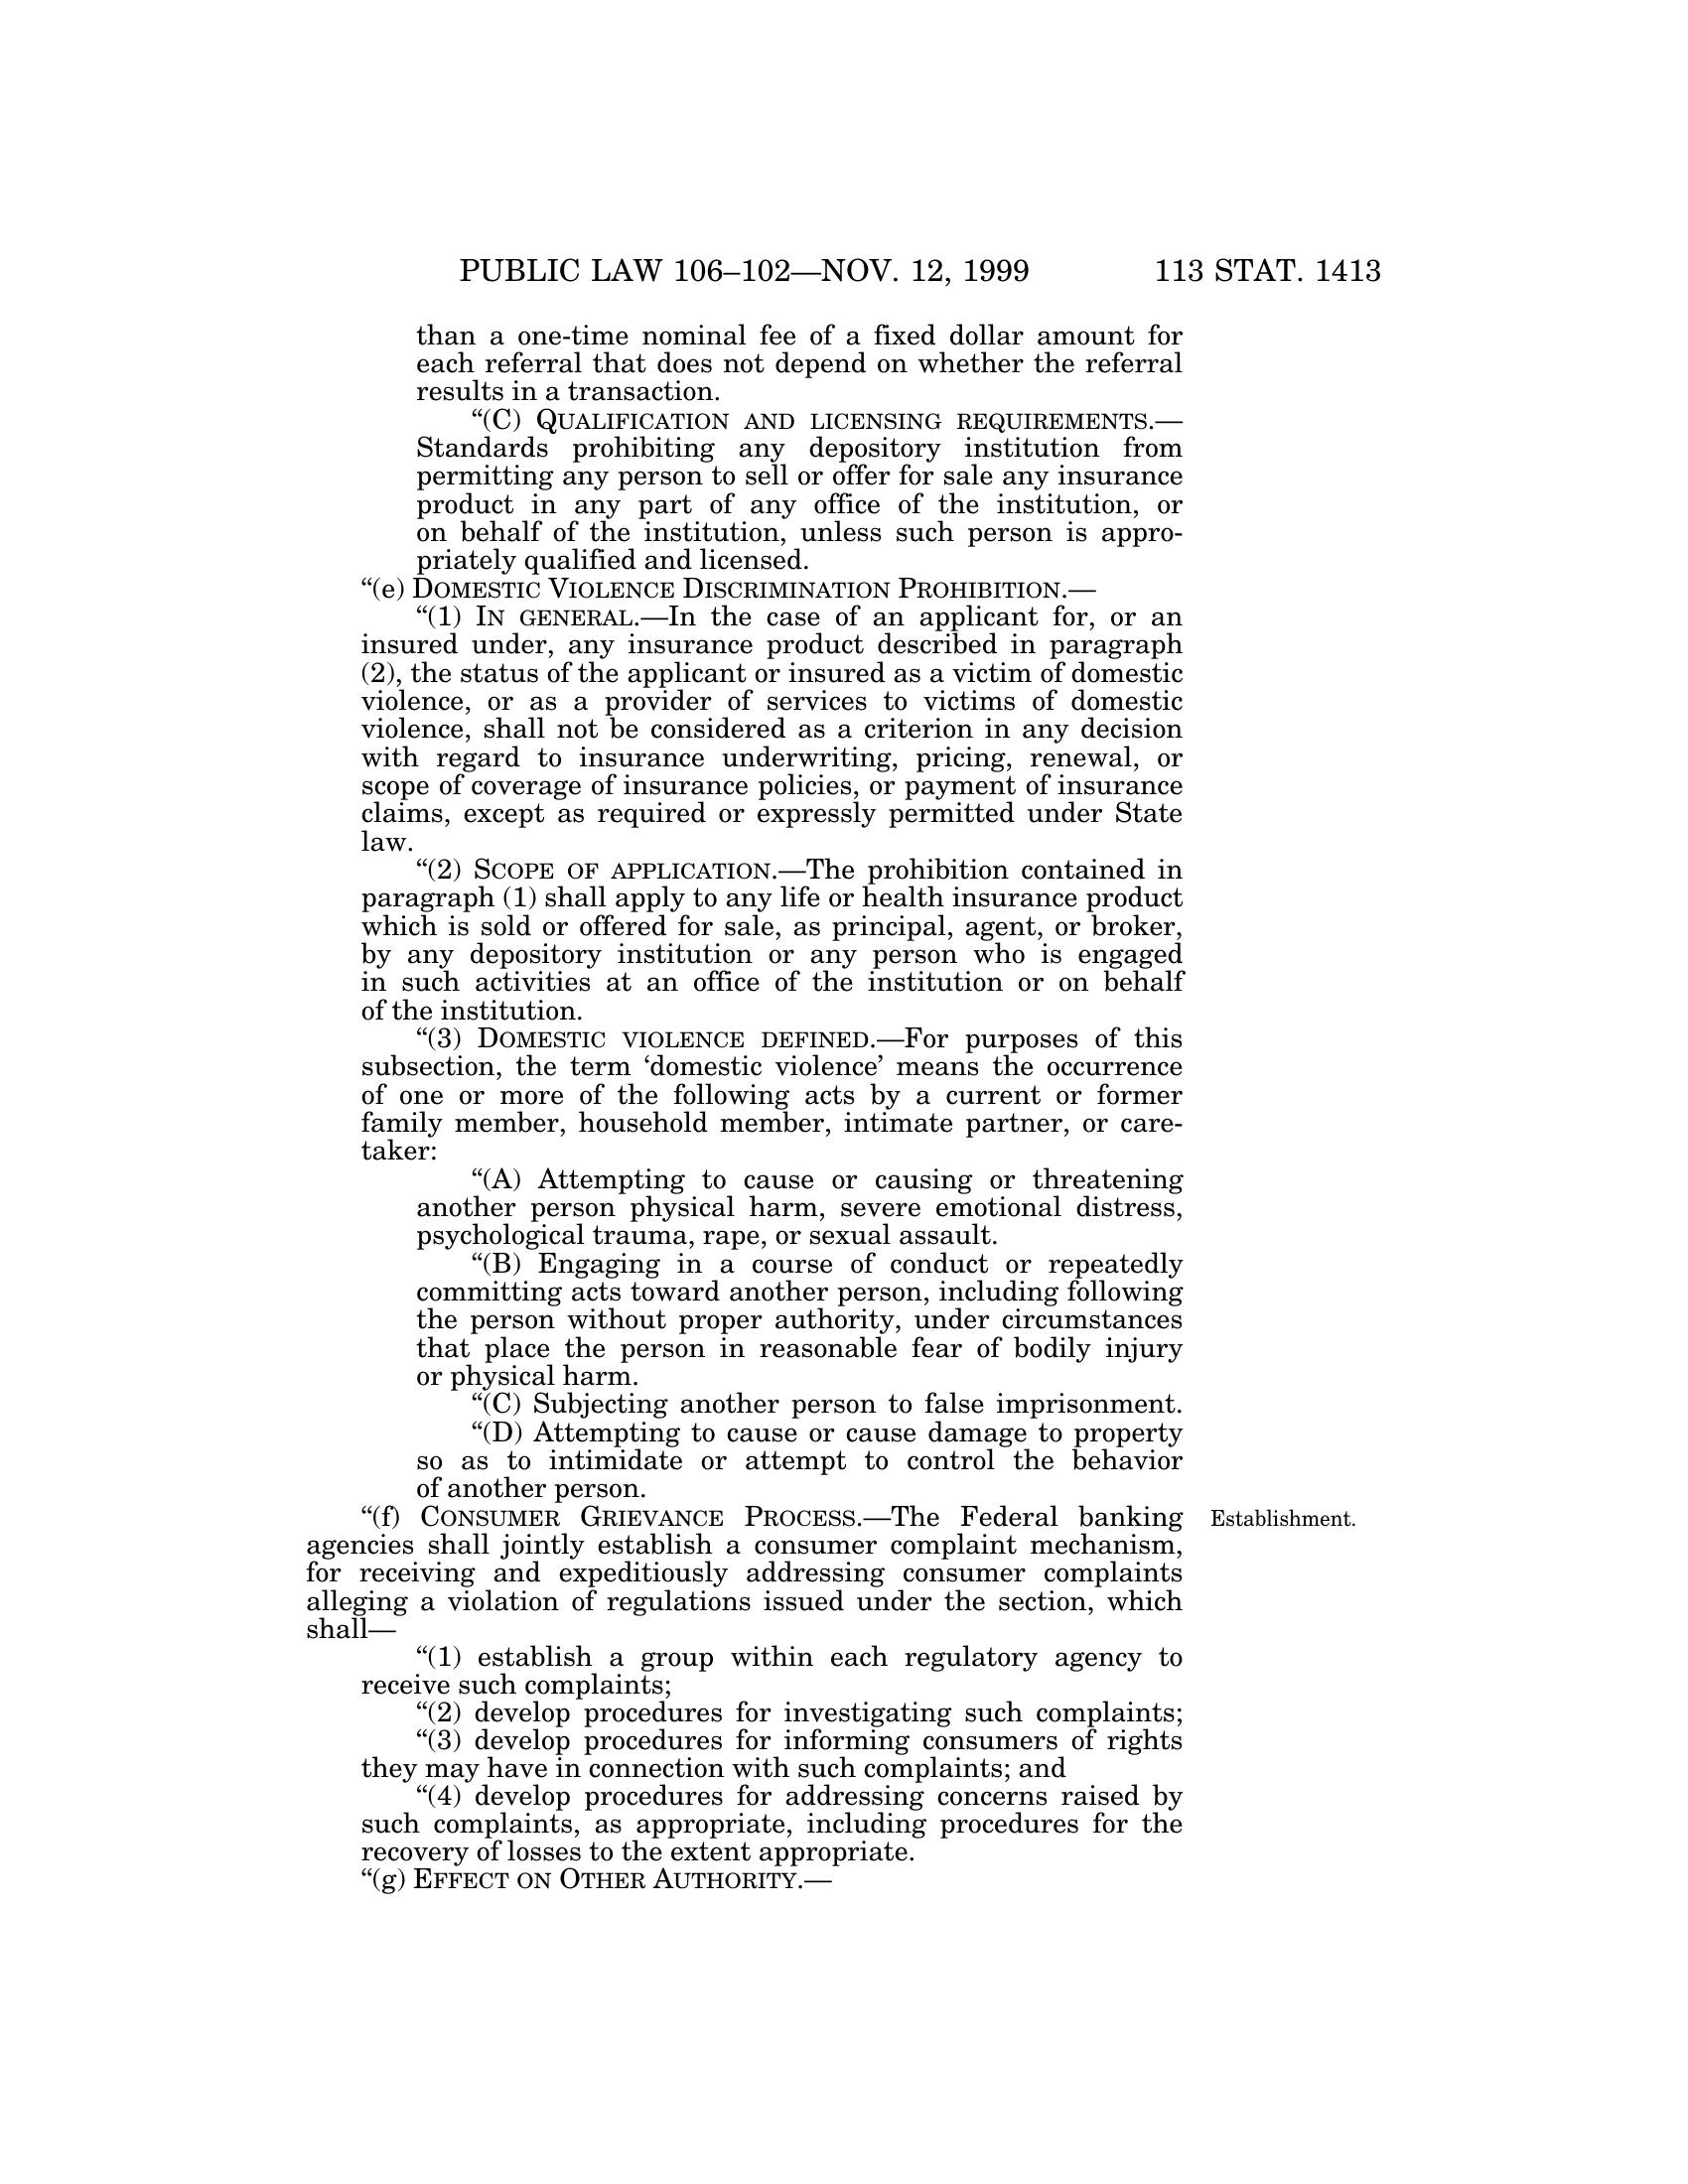 PUBLIC LAW 106–102—NOV. 12, 1999 113 STAT. 1413
than a one-time nominal fee of a fixed dollar amount for
each referral that does not depend on whether the referral
results in a transaction.
“(C) QUALIFICATION AND LICENSING REQUIREMENTS.—
Standards prohibiting any depository institution from
permitting any person to sell or offer for sale any insurance
product in any part of any office of the institution, or
on behalf of the institution, unless such person is appro-
priately qualified and licensed.
“(e) DOMESTIC VIOLENCE DISCRIMINATION PROHIBITION.—
“(1) IN GENERAL.—In the case of an applicant for, or an
insured under, any insurance product described in paragraph
(2), the status of the applicant or insured as a victim of domestic
violence, or as a provider of services to victims of domestic
violence, shall not be considered as a criterion in any decision
with regard to insurance underwriting, pricing, renewal, or
scope of coverage of insurance policies, or payment of insurance
claims, except as required or expressly permitted under State
law.
“(2) SCOPE OF APPLICATION.—The prohibition contained in
paragraph (1) shall apply to any life or health insurance product
which is sold or offered for sale, as principal, agent, or broker,
by any depository institution or any person who is engaged
in such activities at an office of the institution or on behalf
of the institution.
“(3) DOMESTIC VIOLENCE DEFINED.—For purposes of this
subsection, the term ‘domestic violence’ means the occurrence
of one or more of the following acts by a current or former
family member, household member, intimate partner, or care-
taker:
“(A) Attempting to cause or causing or threatening
another person physical harm, severe emotional distress,
psychological trauma, rape, or sexual assault.
“(B) Engaging in a course of conduct or repeatedly
committing acts toward another person, including following
the person without proper authority, under circumstances
that place the person in reasonable fear of bodily injury
or physical harm.
“(C) Subjecting another person to false imprisonment.
“(D) Attempting to cause or cause damage to property
so as to intimidate or attempt to control the behavior
of another person.
“(f) CONSUMER GRIEVANCE PROCESS.—The Federal banking Establishment.
agencies shall jointly establish a consumer complaint mechanism,
for receiving and expeditiously addressing consumer complaints
alleging a violation of regulations issued under the section, which
shall—
“(1) establish a group within each regulatory agency to
receive such complaints;
“(2) develop procedures for investigating such complaints;
“(3) develop procedures for informing consumers of rights
they may have in connection with such complaints; and
“(4) develop procedures for addressing concerns raised by
such complaints, as appropriate, including procedures for the
recovery of losses to the extent appropriate.
“(g) EFFECT ON OTHER AUTHORITY.—